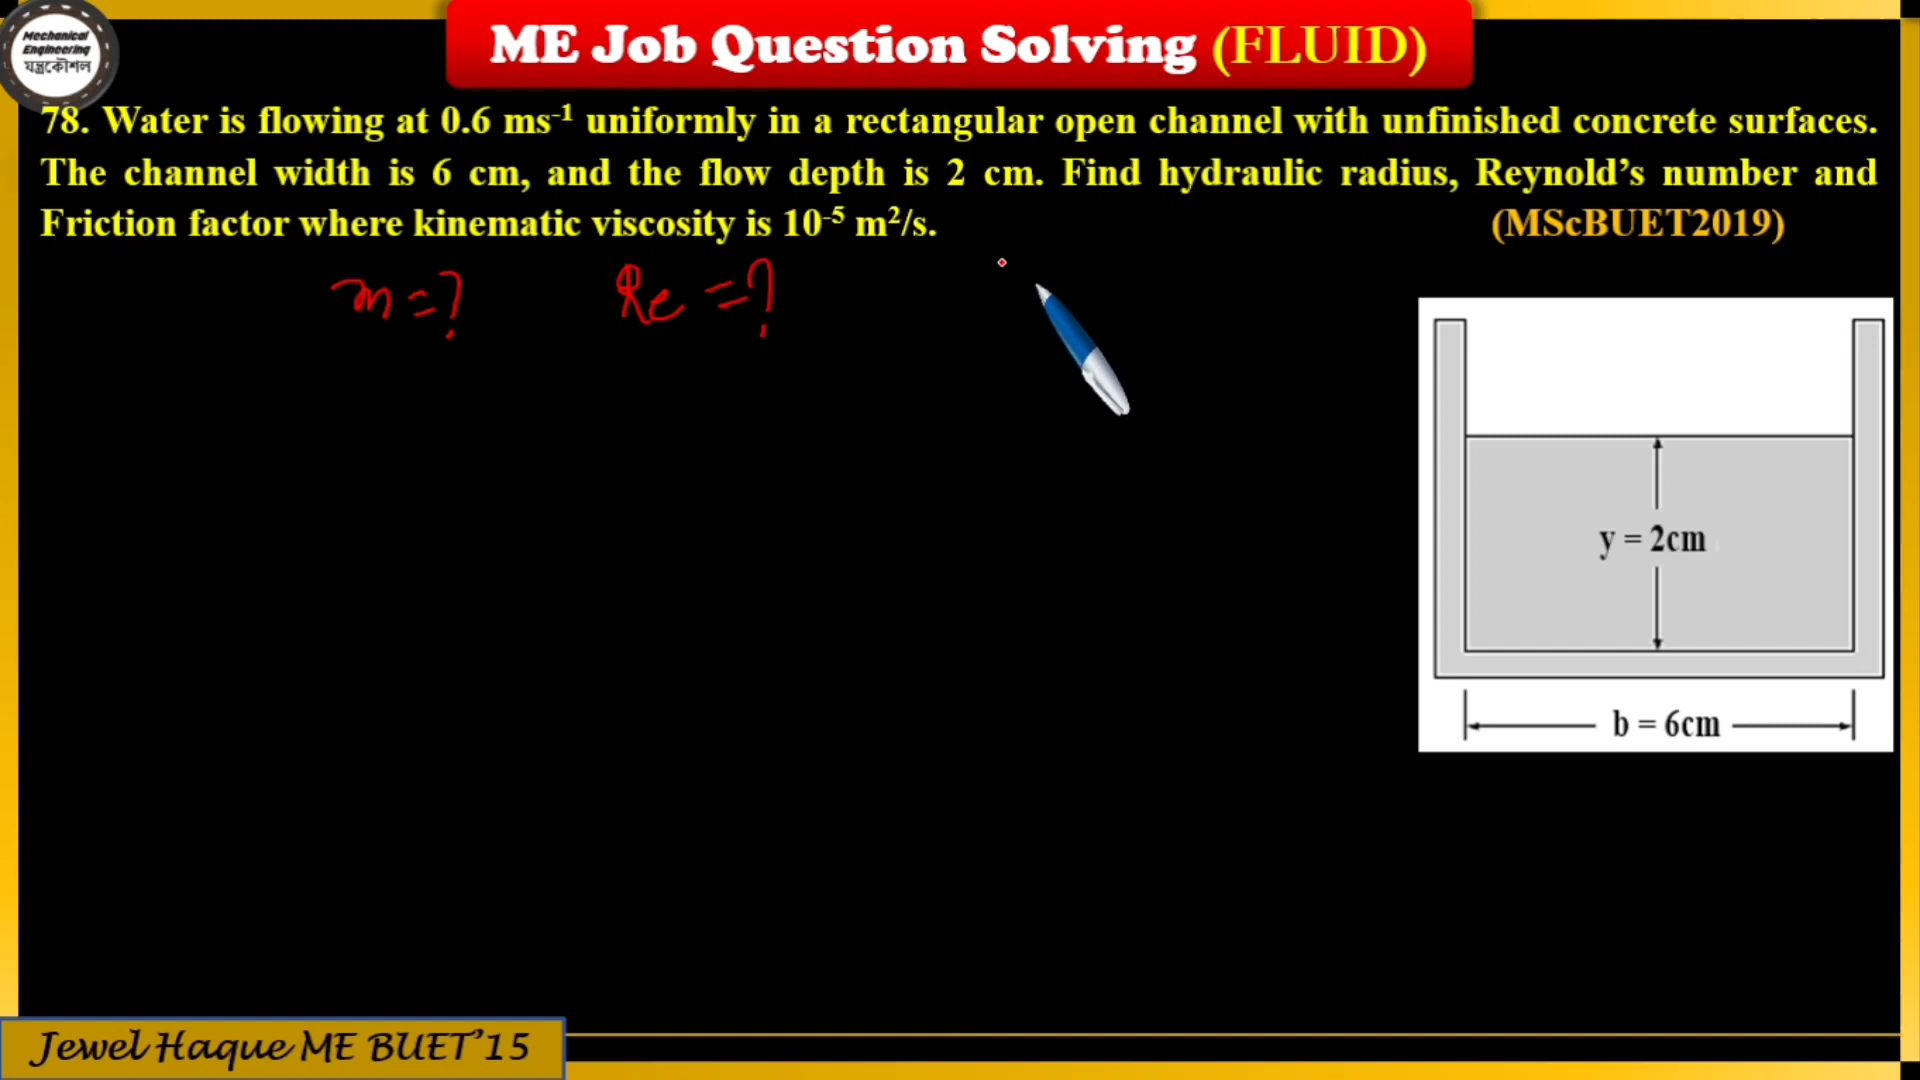 Mechanical
Engineering
যন্ত্রকৌশল
ME Job Question Solving (FLUID)
78. Water is flowing at 0.6 ms⁻¹ uniformly in a rectangular open channel with unfinished concrete surfaces.
The channel width is 6 cm, and the flow depth is 2 cm. Find hydraulic radius, Reynold’s number and
Friction factor where kinematic viscosity is 10⁻⁵ m²/s. (MScBUET2019)
m = ? Re = ?
y = 2cm
b = 6cm
Jewel Haque ME BUET’15